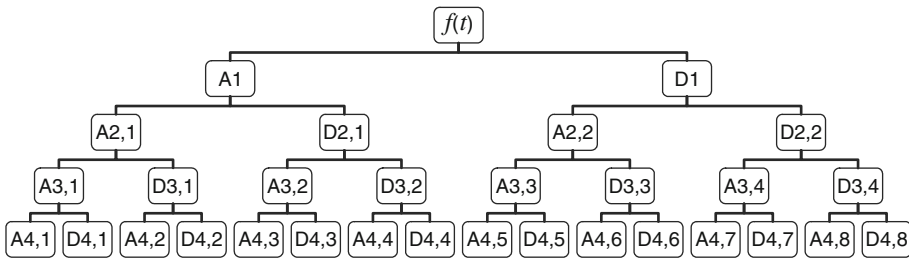 f(t)
A1 D1
A2,1 D2,1 A2,2 D2,2
A3,1 D3,1 A3,2 D3,2 A3,3 D3,3 A3,4 D3,4
A4,1 D4,1 A4,2 D4,2 A4,3 D4,3 A4,4 D4,4 A4,5 D4,5 A4,6 D4,6 A4,7 D4,7 A4,8 D4,8